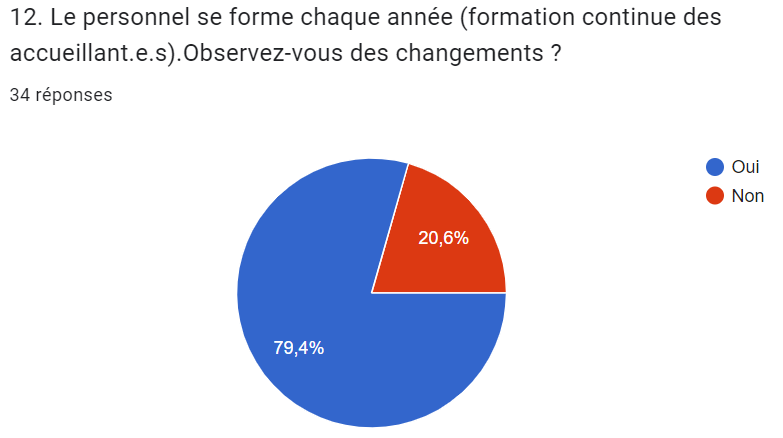 12. Le personnel se forme chaque année (formation continue des
accueillant.e.s).Observez-vous des changements ?
34 réponses
Oui
Non
20,6%
79,4%